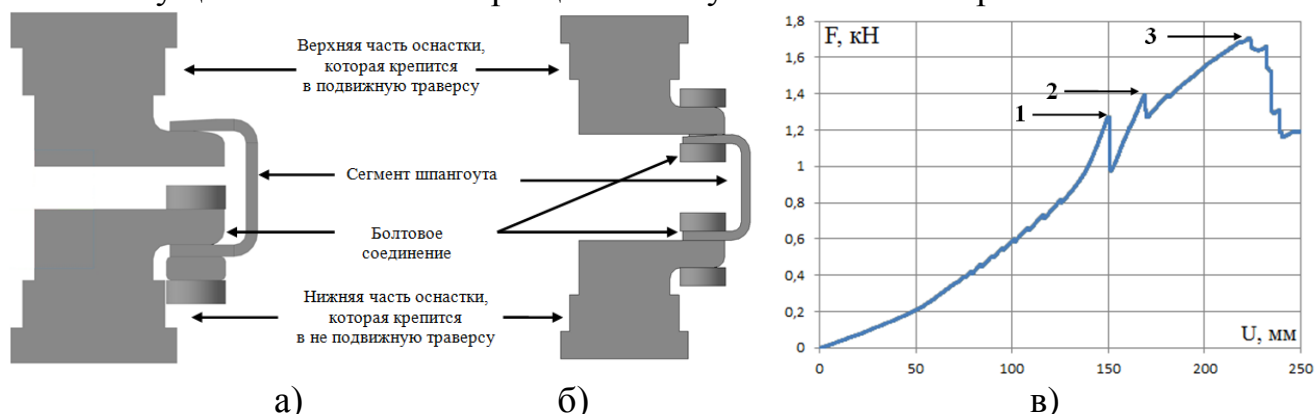 Верхняя часть оснастки,
которая крепится
в подвижную траверсу
Сегмент шпангоута
Болтовое
соединение
Нижняя часть оснастки,
которая крепится
в не подвижную траверсу
а)
б)
F, кН
1,8
1,6
1,4
1,2
1
0,8
0,6
0,4
0,2
0
1
2
3
U, мм
0
50
100
150
200
250
в)